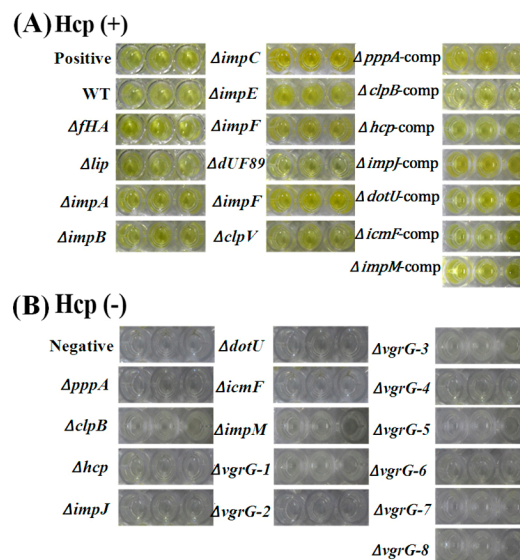 (A) Hcp (+)
Positive ΔimpC ΔpppA-comp
WT ΔimpE ΔclpB-comp
ΔfHA ΔimpF Δhcp-comp
Δlip ΔdUF89 ΔimpJ-comp
ΔimpA ΔimpF ΔdotU-comp
ΔimpB ΔclpV ΔicmF-comp
ΔimpM-comp
(B) Hcp (-)
Negative ΔdotU ΔvgrG-3
ΔpppA ΔicmF ΔvgrG-4
ΔclpB ΔimpM ΔvgrG-5
Δhcp ΔvgrG-1 ΔvgrG-6
ΔimpJ ΔvgrG-2 ΔvgrG-7
ΔvgrG-8